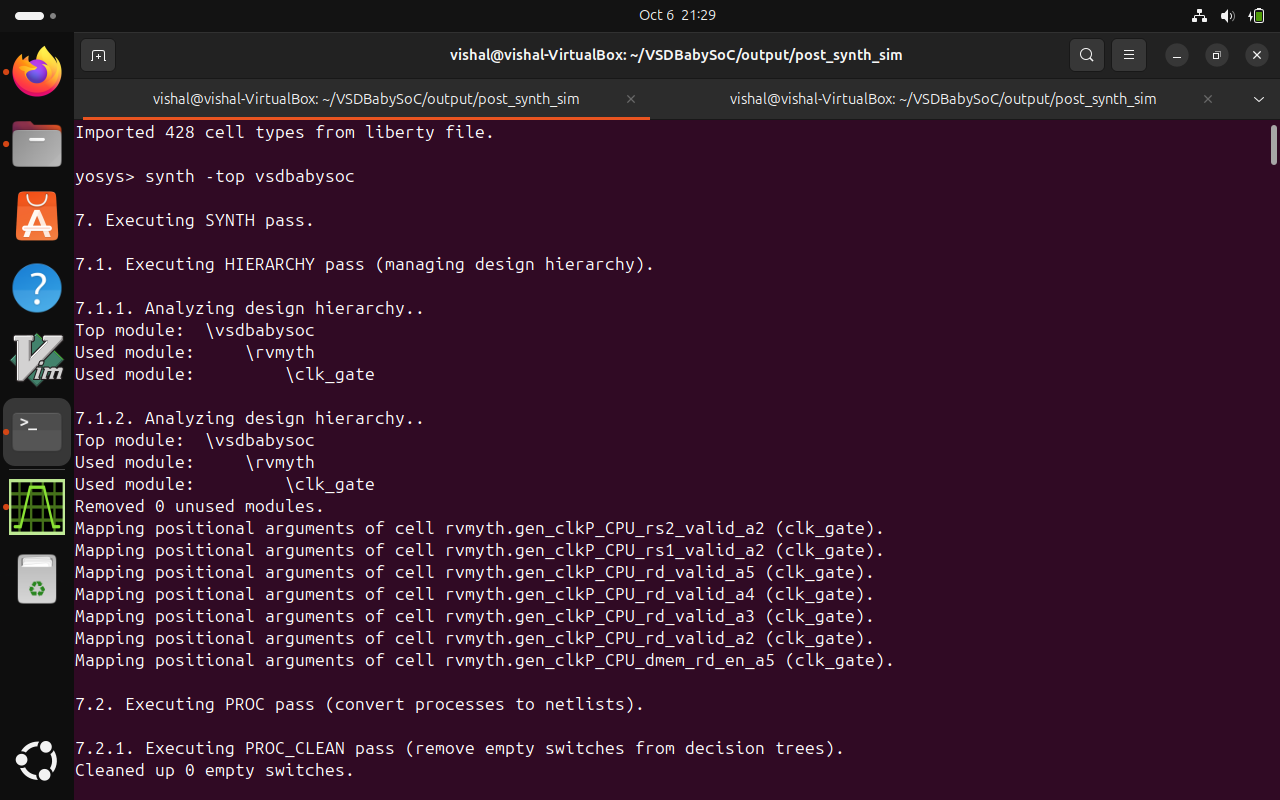 Oct 6 21:29
vishal@vishal-VirtualBox: ~/VSDBabySoC/output/post_synth_sim
vishal@vishal-VirtualBox: ~/VSDBabySoC/output/post_synth_sim
vishal@vishal-VirtualBox: ~/VSDBabySoC/output/post_synth_sim
Imported 428 cell types from liberty file.
yosys> synth -top vsdbabysoc
7. Executing SYNTH pass.
7.1. Executing HIERARCHY pass (managing design hierarchy).
7.1.1. Analyzing design hierarchy..
Top module:  \vsdbabysoc
Used module:     \rvmyth
Used module:         \clk_gate
7.1.2. Analyzing design hierarchy..
Top module:  \vsdbabysoc
Used module:     \rvmyth
Used module:         \clk_gate
Removed 0 unused modules.
Mapping positional arguments of cell rvmyth.gen_clkP_CPU_rs2_valid_a2 (clk_gate).
Mapping positional arguments of cell rvmyth.gen_clkP_CPU_rs1_valid_a2 (clk_gate).
Mapping positional arguments of cell rvmyth.gen_clkP_CPU_rd_valid_a5 (clk_gate).
Mapping positional arguments of cell rvmyth.gen_clkP_CPU_rd_valid_a4 (clk_gate).
Mapping positional arguments of cell rvmyth.gen_clkP_CPU_rd_valid_a3 (clk_gate).
Mapping positional arguments of cell rvmyth.gen_clkP_CPU_rd_valid_a2 (clk_gate).
Mapping positional arguments of cell rvmyth.gen_clkP_CPU_dmem_rd_en_a5 (clk_gate).
7.2. Executing PROC pass (convert processes to netlists).
7.2.1. Executing PROC_CLEAN pass (remove empty switches from decision trees).
Cleaned up 0 empty switches.